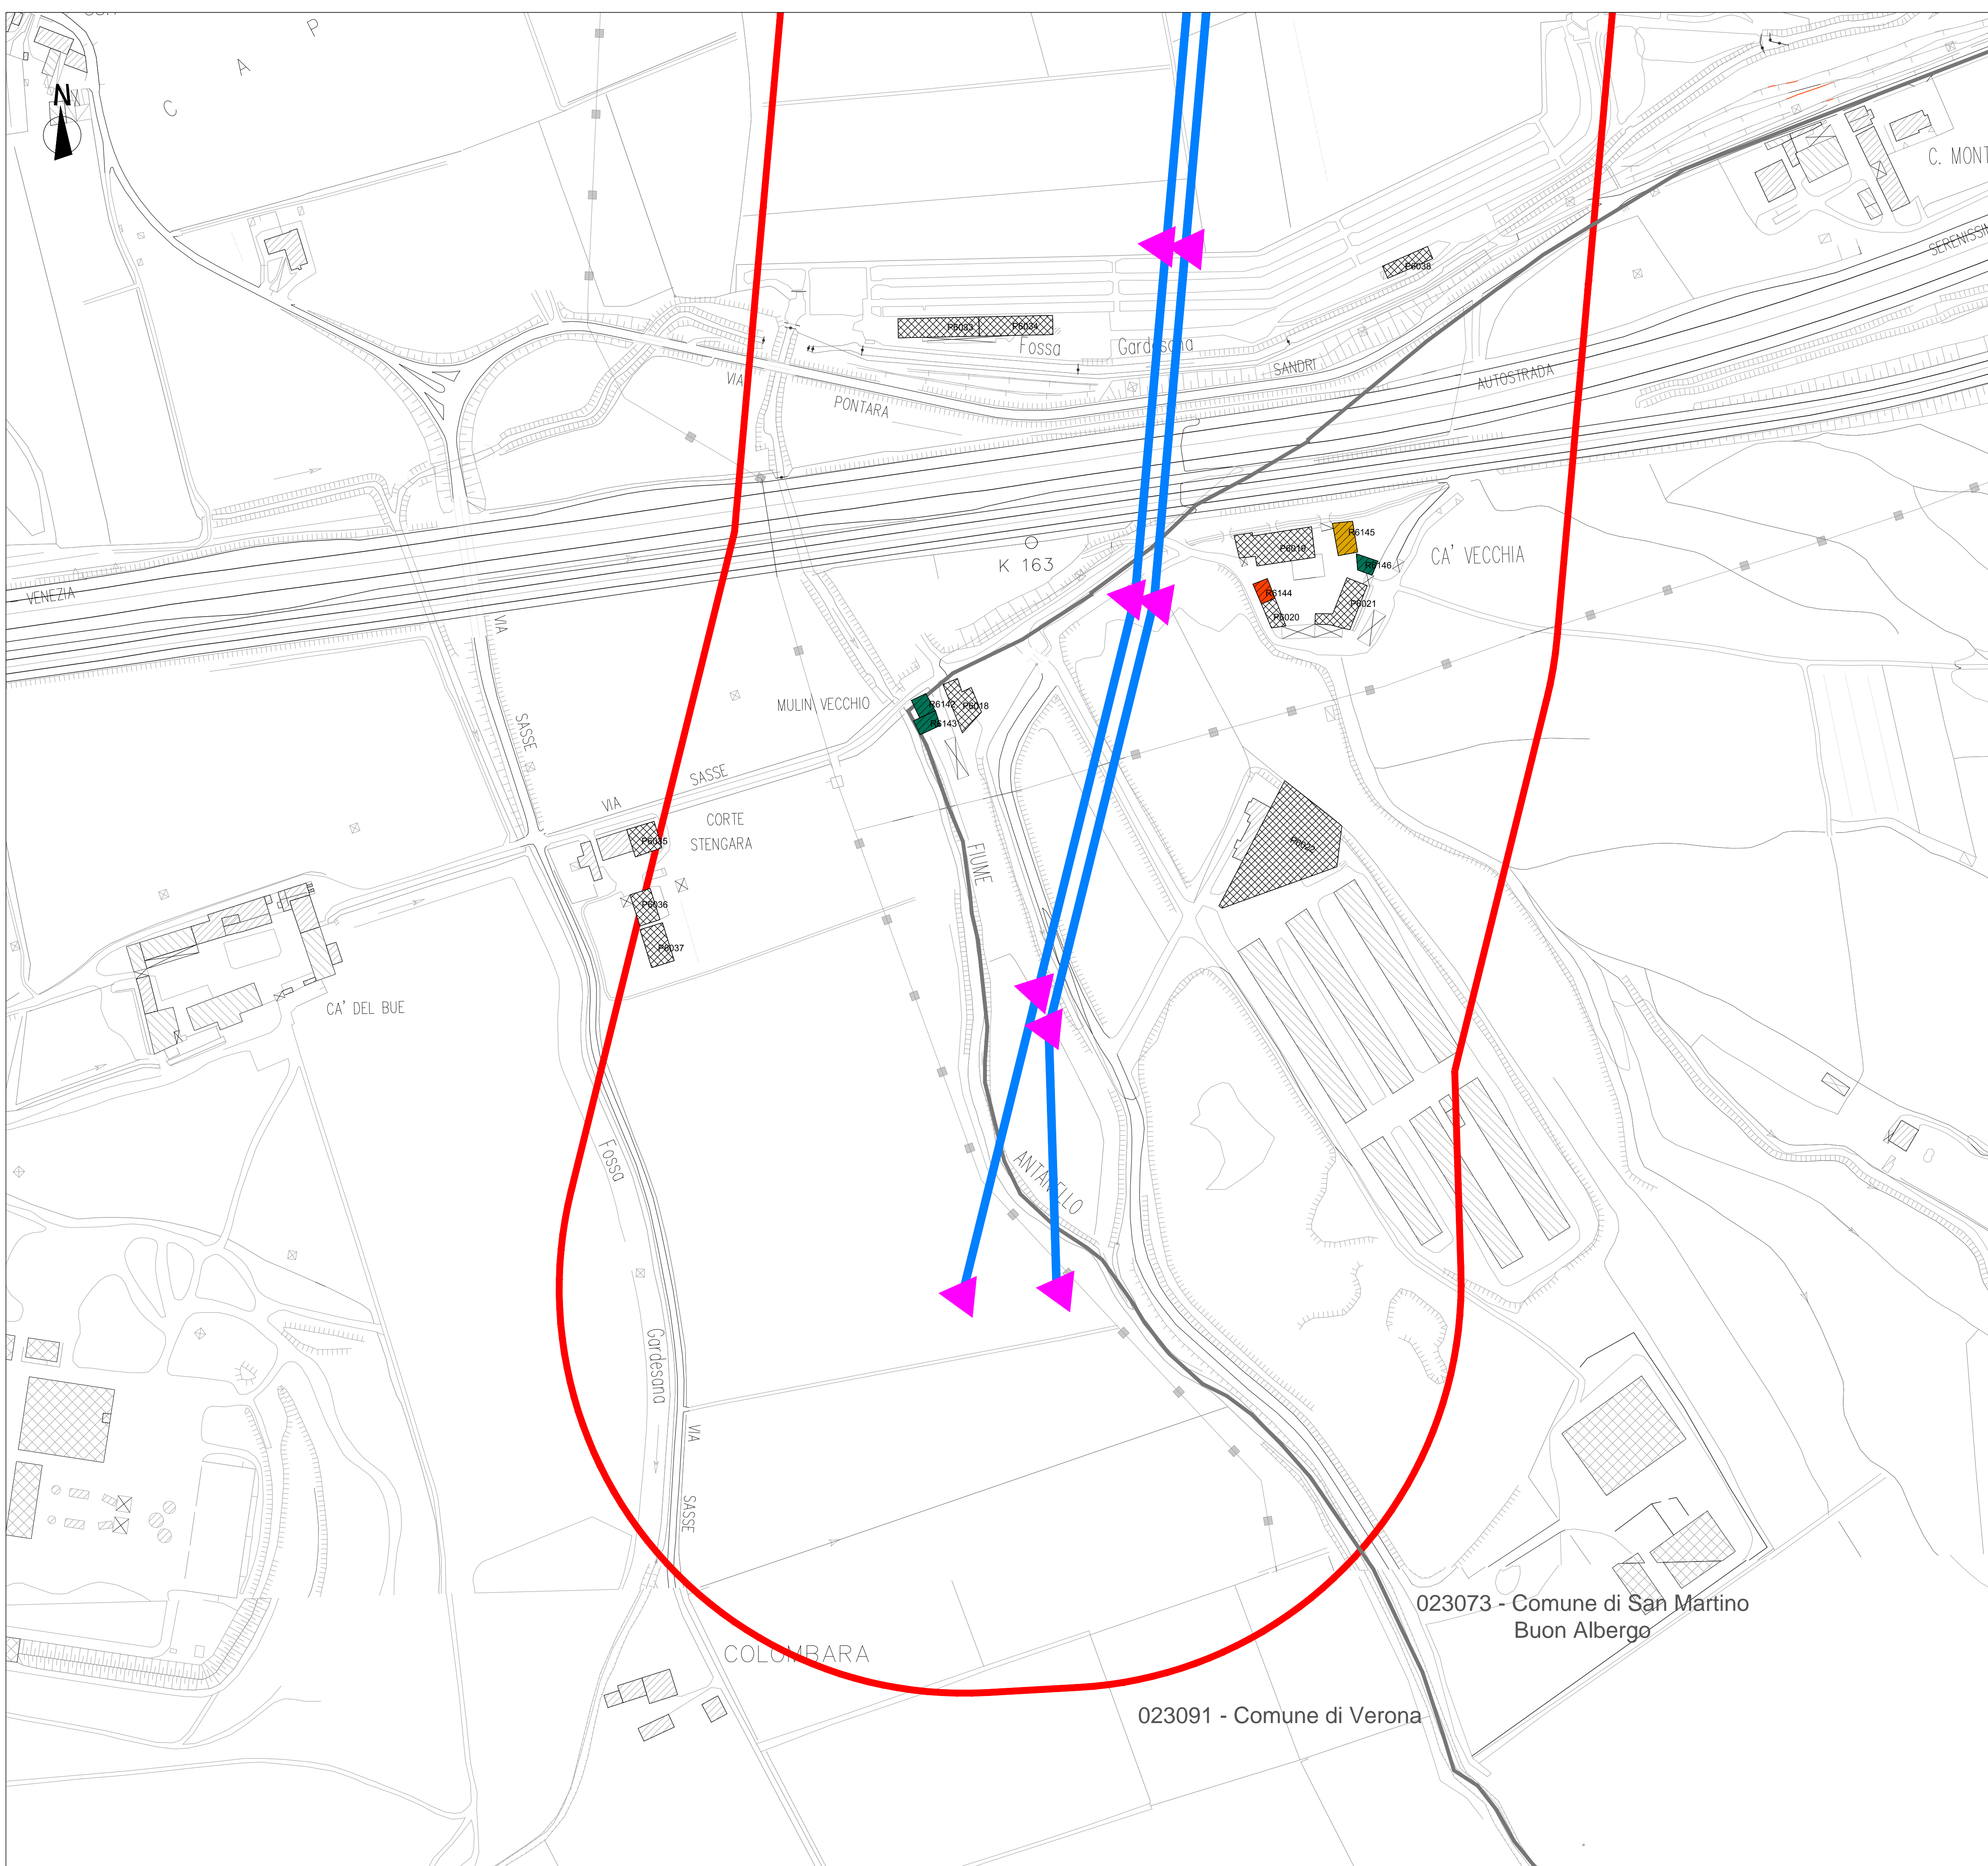 C A P
N
C. MONT
SERENISSIM
P6038
P6033
P6034
Fossa Gardesana
SANDRI
AUTOSTRADA
VIA
PONTARA
K 163
P6019
R6145
R6146
CA' VECCHIA
R6144
P6020
P6021
VENEZIA
VIA
SASSE
MULIN VECCHIO
R6142
R6143
P6018
VIA SASSE
CORTE
STENGARA
P6035
P6036
P6037
FIUME
P6022
CA' DEL BUE
Fossa
ANTANELLO
Gardesana
VIA
SASSE
023073 - Comune di San Martino
Buon Albergo
COLOMBARA
023091 - Comune di Verona